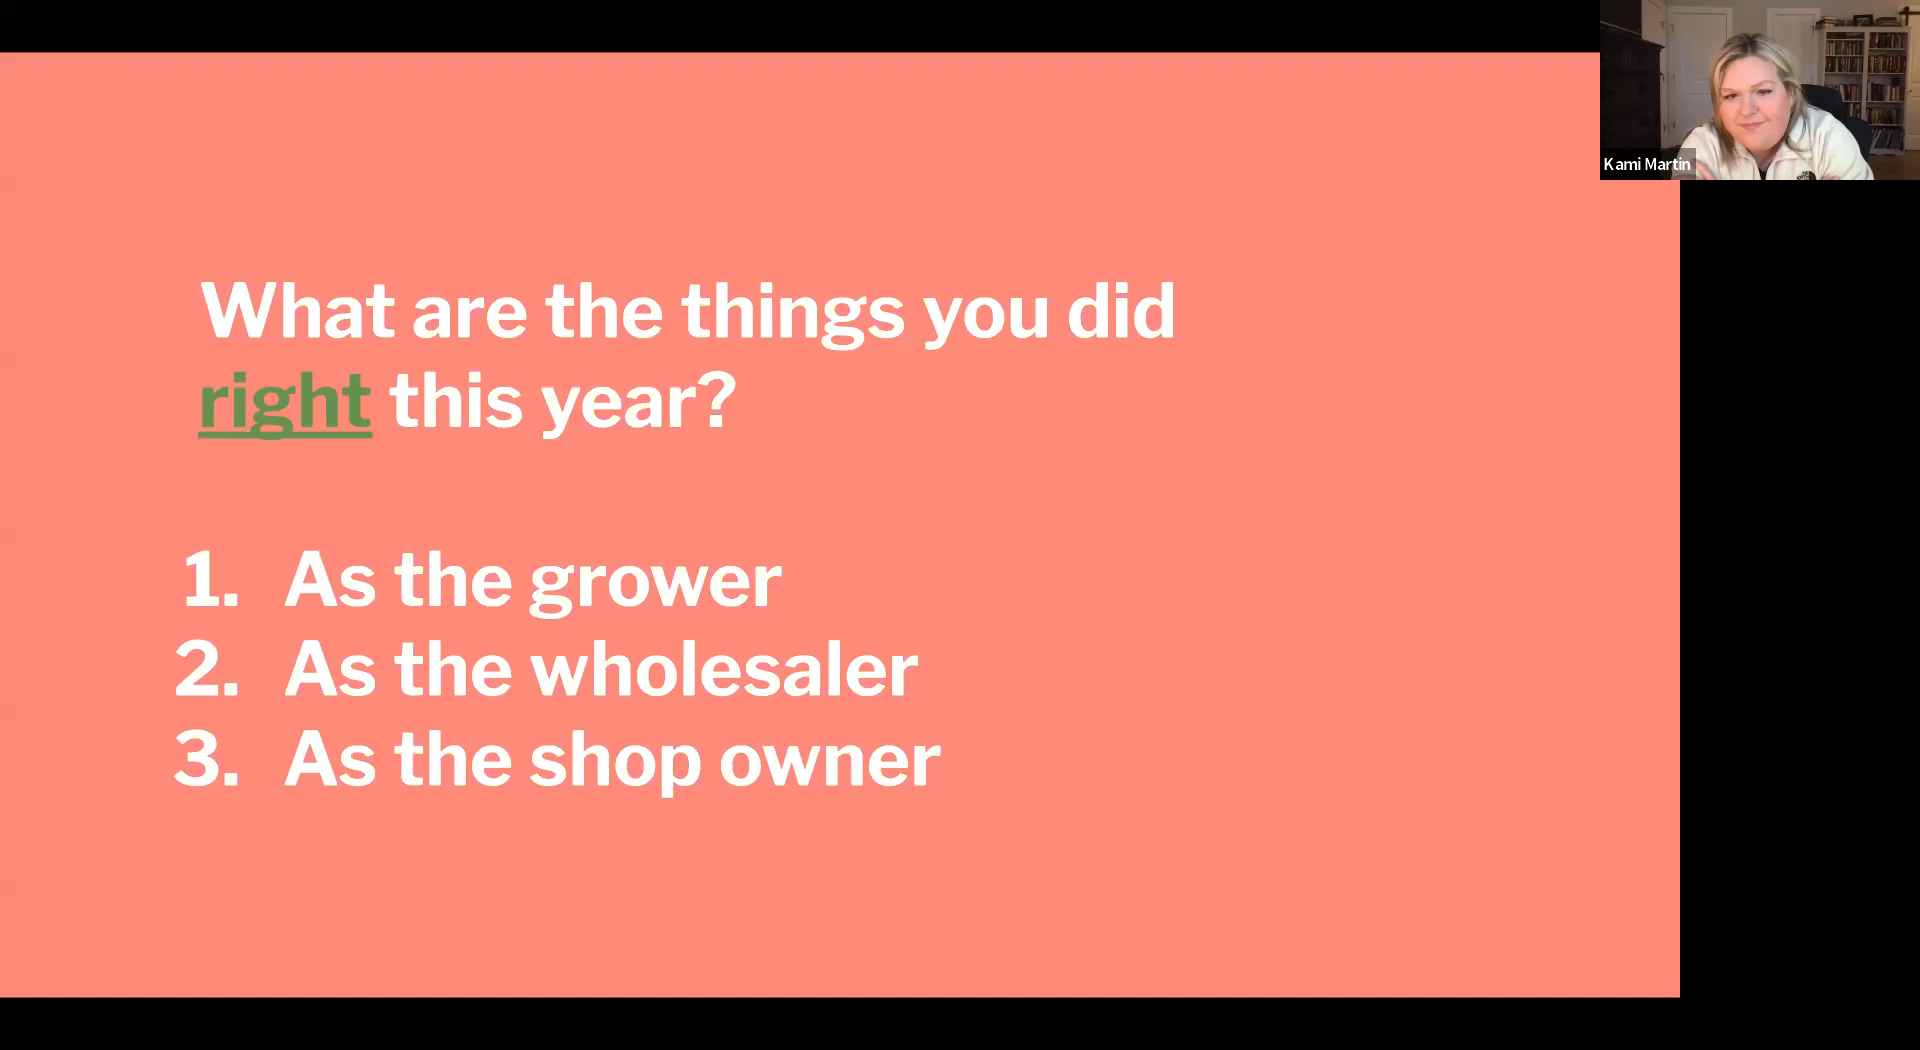 What are the things you did
right this year?
1. As the grower
2. As the wholesaler
3. As the shop owner
Kami Martin